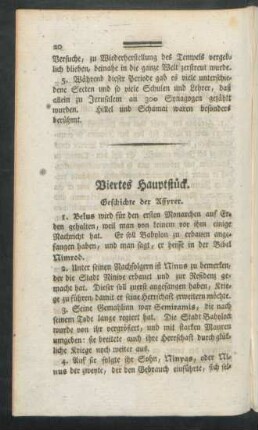 20
Versuche, zu Wiederherstellung des Tempels vergeb-
lich blieben, beinahe in die ganze Welt zerstreut wurde.
5. Während dieser Periode gab es viele unterschie-
dene Secten und so viele Schulen und Lehrer, daß
allein zu Jerusalem an 300 Synagogen gezählt
wurden. Hillel und Schamai waren besonders
berühmt.
Viertes Hauptstück.
Geschichte der Assyrer.
1. Belus wird für den ersten Monarchen auf Er-
den gehalten, weil man von keinem vor ihm einige
Nachricht hat. Er soll Babylon zu erbauen ange-
fangen haben, und man sagt, er heisse in der Bibel
Nimrod.
2. Unter seinen Nachfolgern ist Ninus zu bemerken,
der die Stadt Ninive erbauet und zur Residenz ge-
macht hat. Dieser soll zuerst angefangen haben, Krie-
ge zu führen, damit er seine Herrschaft erweitern möchte.
3. Seine Gemahlinn war Semiramis, die nach
seinem Tode lange regiert hat. Die Stadt Babylon
wurde von ihr vergrössert, und mit starken Mauren
umgeben: sie breitete auch ihre Herrschaft durch glück-
liche Kriege noch weiter aus.
4. Auf sie folgte ihr Sohn, Ninyas, oder Ni-
nus der zweyte, der den Gebrauch einführte, sich sel-